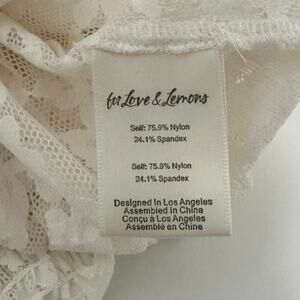 for Love & Lemons
Self: 75.9% Nylon
24.1% Spandex
Self: 75.9% Nylon
24.1% Spandex
Designed in Los Angeles
Assembled in China
Conçu à Los Angeles
Assemblé en Chine